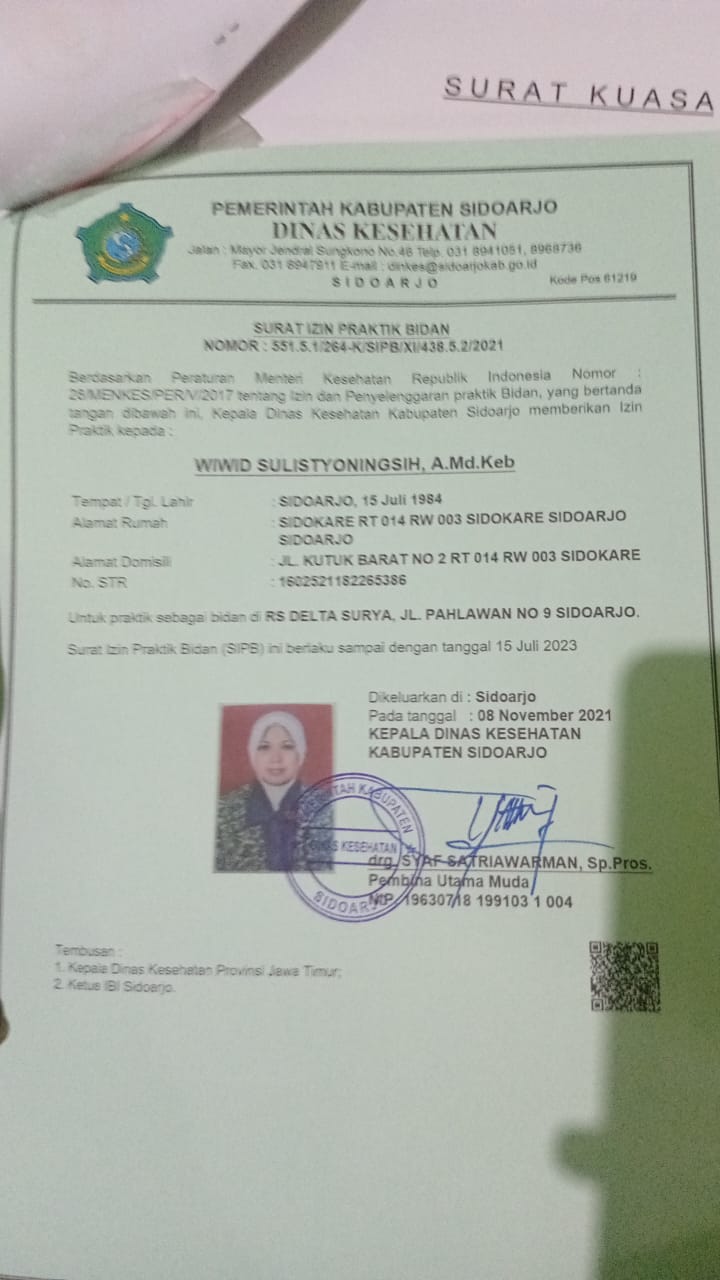 SURAT KUASA
PEMERINTAH KABUPATEN SIDOARJO
DINAS KESEHATAN
Jalan : Mayor Jendral Sungkono No.46 Telp. 031 8941051, 8968736
Fax. 031 8947911 E-mail : dinkes@sidoarjokab.go.id
SIDOARJO
Kode Pos 61219
SURAT IZIN PRAKTIK BIDAN
NOMOR : 551.5.1/264-K/SIPB/XI/438.5.2/2021
Berdasarkan Peraturan Menteri Kesehatan Republik Indonesia Nomor :
28/MENKES/PER/V/2017 tentang Izin dan Penyelenggaran praktik Bidan, yang bertanda
tangan dibawah ini, Kepala Dinas Kesehatan Kabupaten Sidoarjo memberikan Izin
Praktik kepada :
WIWID SULISTYONINGSIH, A.Md.Keb
Tempat / Tgl. Lahir : SIDOARJO, 15 Juli 1984
Alamat Rumah : SIDOKARE RT 014 RW 003 SIDOKARE SIDOARJO
SIDOARJO
Alamat Domisili : JL. KUTUK BARAT NO 2 RT 014 RW 003 SIDOKARE
No. STR : 1602521182265386
Untuk praktik sebagai bidan di RS DELTA SURYA, JL. PAHLAWAN NO 9 SIDOARJO.
Surat Izin Praktik Bidan (SIPB) ini berlaku sampai dengan tanggal 15 Juli 2023
Dikeluarkan di : Sidoarjo
Pada tanggal : 08 November 2021
KEPALA DINAS KESEHATAN
KABUPATEN SIDOARJO
PEMERINTAH KABUPATEN
DINAS KESEHATAN
SIDOARJO
drg. SYAF SATRIAWARMAN, Sp.Pros.
Pembina Utama Muda
NIP. 19630718 199103 1 004
Tembusan :
1. Kepala Dinas Kesehatan Provinsi Jawa Timur;
2. Ketua IBI Sidoarjo.